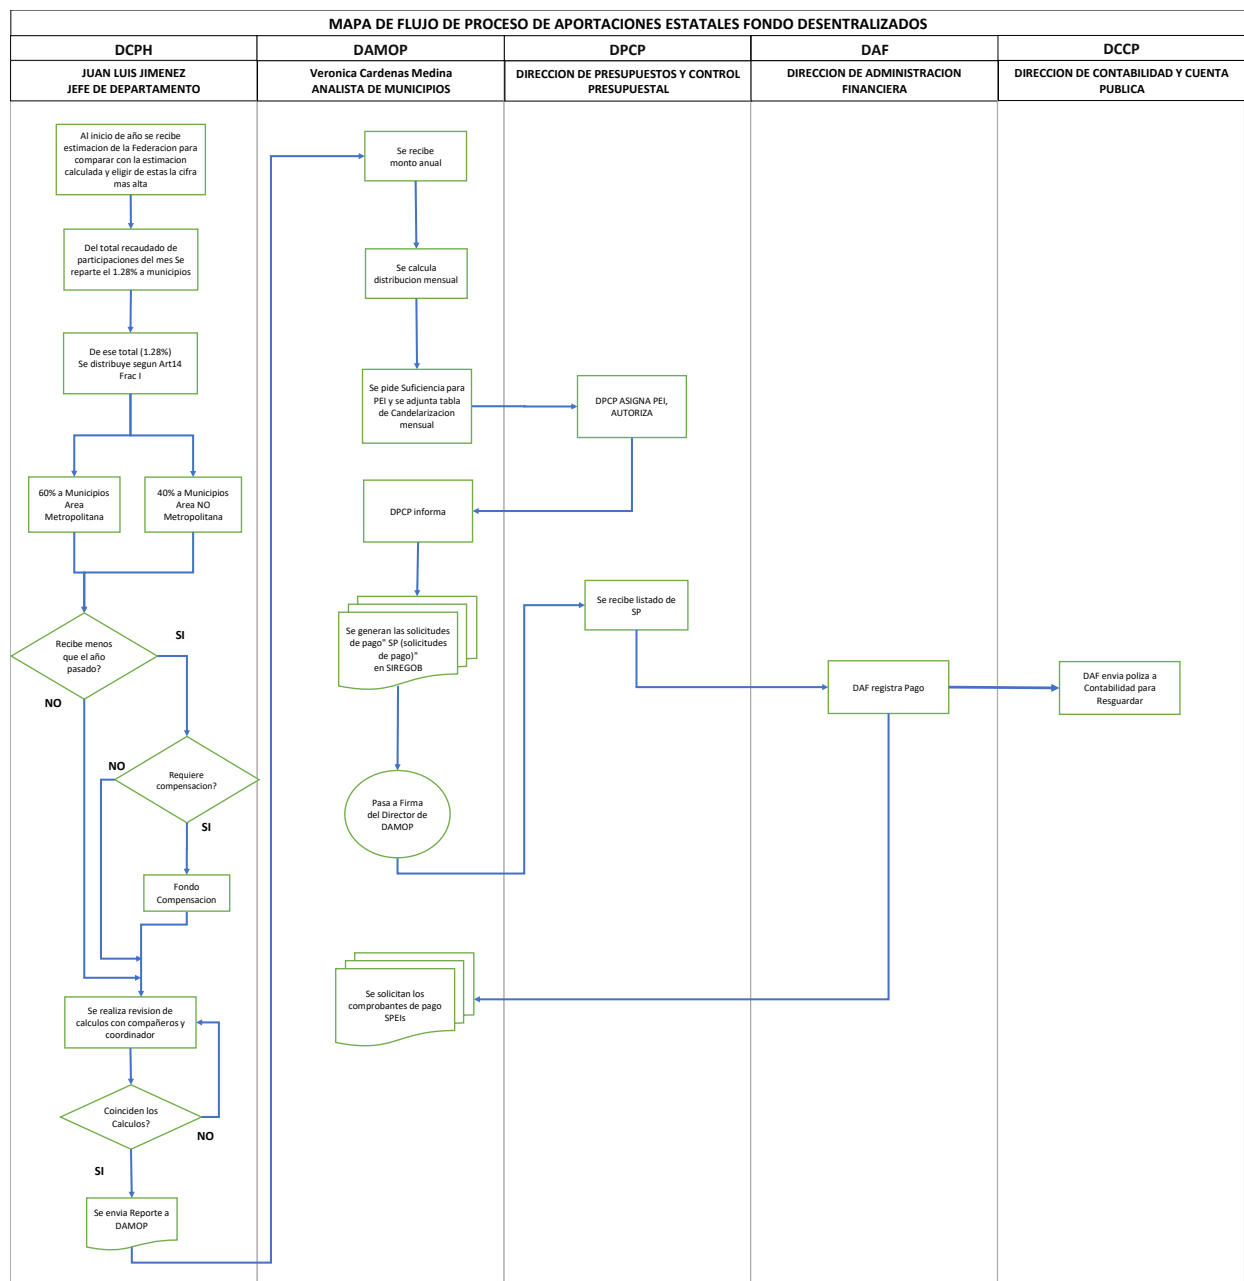 MAPA DE FLUJO DE PROCESO DE APORTACIONES ESTATALES FONDO DESENTRALIZADOS
DCPH
DAMOP
DPCP
DAF
DCCP
JUAN LUIS JIMENEZ
JEFE DE DEPARTAMENTO
Veronica Cardenas Medina
ANALISTA DE MUNICIPIOS
DIRECCION DE PRESUPUESTOS Y CONTROL
PRESUPUESTAL
DIRECCION DE ADMINISTRACION
FINANCIERA
DIRECCION DE CONTABILIDAD Y CUENTA
PUBLICA
Al inicio de año se recibe
estimacion de la Federacion para
comparar con la estimacion
calculada y eligir de estas la cifra
mas alta
Del total recaudado de
participaciones del mes Se
reparte el 1.28% a municipios
De ese total (1.28%)
Se distribuye segun Art14
Frac I
60% a Municipios
Area
Metropolitana
40% a Municipios
Area NO
Metropolitana
Recibe menos
que el año
pasado?
SI
NO
Requiere
compensacion?
NO
SI
Fondo
Compensacion
Se realiza revision de
calculos con compañeros y
coordinador
Coinciden los
Calculos?
NO
SI
Se envia Reporte a
DAMOP
Se recibe
monto anual
Se calcula
distribucion mensual
Se pide Suficiencia para
PEI y se adjunta tabla
de Candelarizacion
mensual
DPCP ASIGNA PEI,
AUTORIZA
DPCP informa
Se generan las solicitudes
de pago" SP (solicitudes
de pago)"
en SIREGOB
Pasa a Firma
del Director de
DAMOP
Se recibe listado de
SP
DAF registra Pago
DAF envia poliza a
Contabilidad para
Resguardar
Se solicitan los
comprobantes de pago
SPEIs